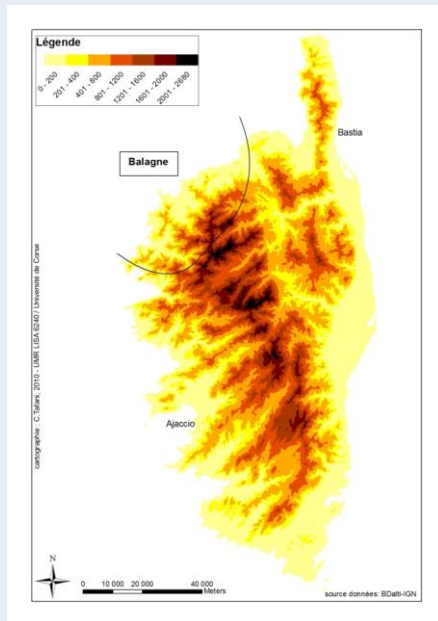 Légende
0 - 200
201 - 400
401 - 800
801 - 1200
1201 - 1600
1601 - 2000
2001 - 2680
Bastia
Balagne
Ajaccio
cartographie : C.Tafani, 2010 - UMR LISA 6240 / Université de Corse
N
0 10 000 20 000 40 000
Meters
source données: BDalti-IGN